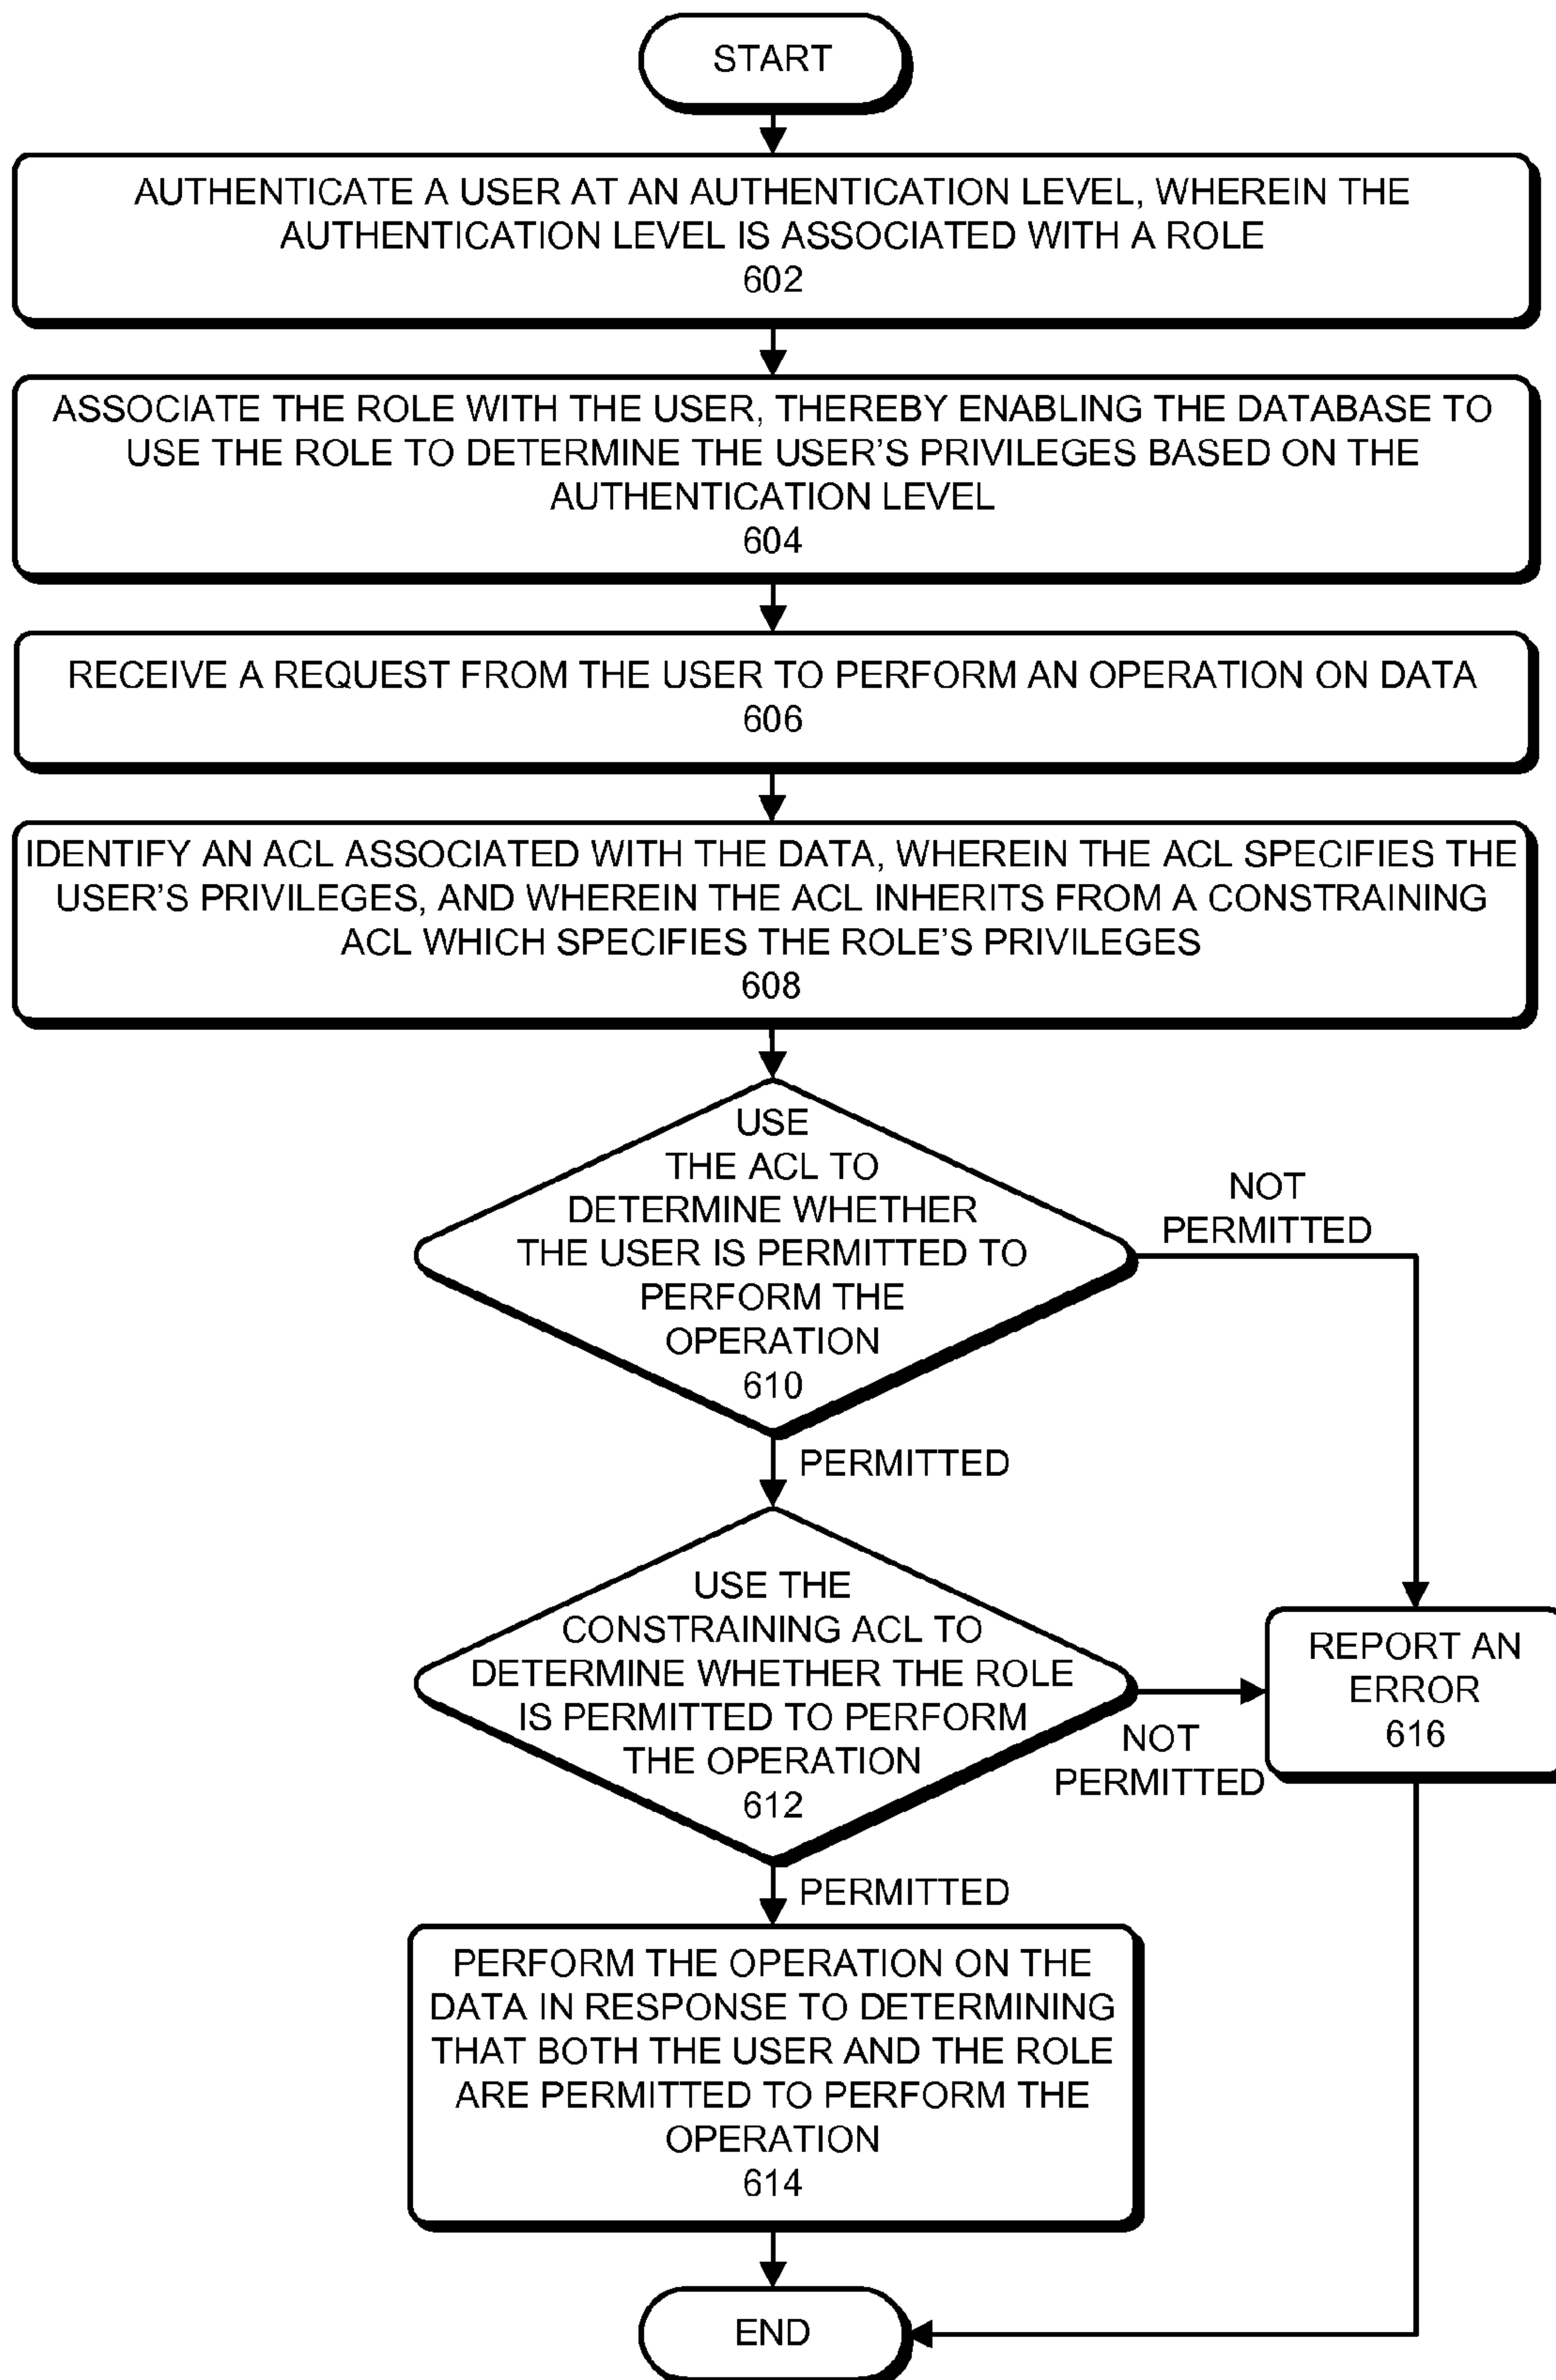 START
AUTHENTICATE A USER AT AN AUTHENTICATION LEVEL, WHEREIN THE
AUTHENTICATION LEVEL IS ASSOCIATED WITH A ROLE
602
ASSOCIATE THE ROLE WITH THE USER, THEREBY ENABLING THE DATABASE TO
USE THE ROLE TO DETERMINE THE USER'S PRIVILEGES BASED ON THE
AUTHENTICATION LEVEL
604
RECEIVE A REQUEST FROM THE USER TO PERFORM AN OPERATION ON DATA
606
IDENTIFY AN ACL ASSOCIATED WITH THE DATA, WHEREIN THE ACL SPECIFIES THE
USER'S PRIVILEGES, AND WHEREIN THE ACL INHERITS FROM A CONSTRAINING
ACL WHICH SPECIFIES THE ROLE'S PRIVILEGES
608
USE
THE ACL TO
DETERMINE WHETHER
THE USER IS PERMITTED TO
PERFORM THE
OPERATION
610
NOT
PERMITTED
PERMITTED
USE THE
CONSTRAINING ACL TO
DETERMINE WHETHER THE ROLE
IS PERMITTED TO PERFORM
THE OPERATION
612
NOT
PERMITTED
REPORT AN
ERROR
616
PERMITTED
PERFORM THE OPERATION ON THE
DATA IN RESPONSE TO DETERMINING
THAT BOTH THE USER AND THE ROLE
ARE PERMITTED TO PERFORM THE
OPERATION
614
END